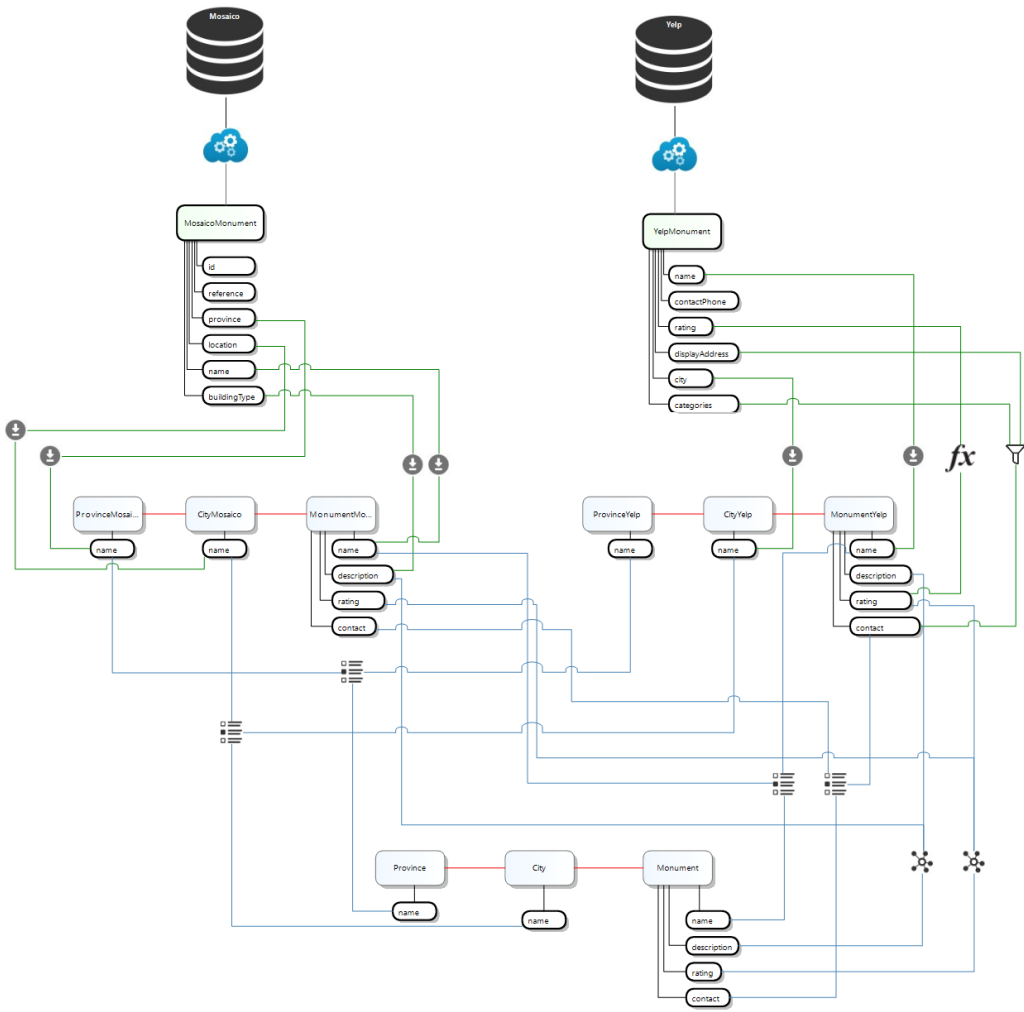 Mosaico
Yelp
MosaicoMonument
id
reference
province
location
name
buildingType
YelpMonument
name
contactPhone
rating
displayAddress
city
categories
fx
ProvinceMosai...
CityMosaico
MonumentMo...
name
name
name
description
rating
contact
ProvinceYelp
CityYelp
MonumentYelp
name
name
name
description
rating
contact
Province
City
Monument
name
name
name
description
rating
contact